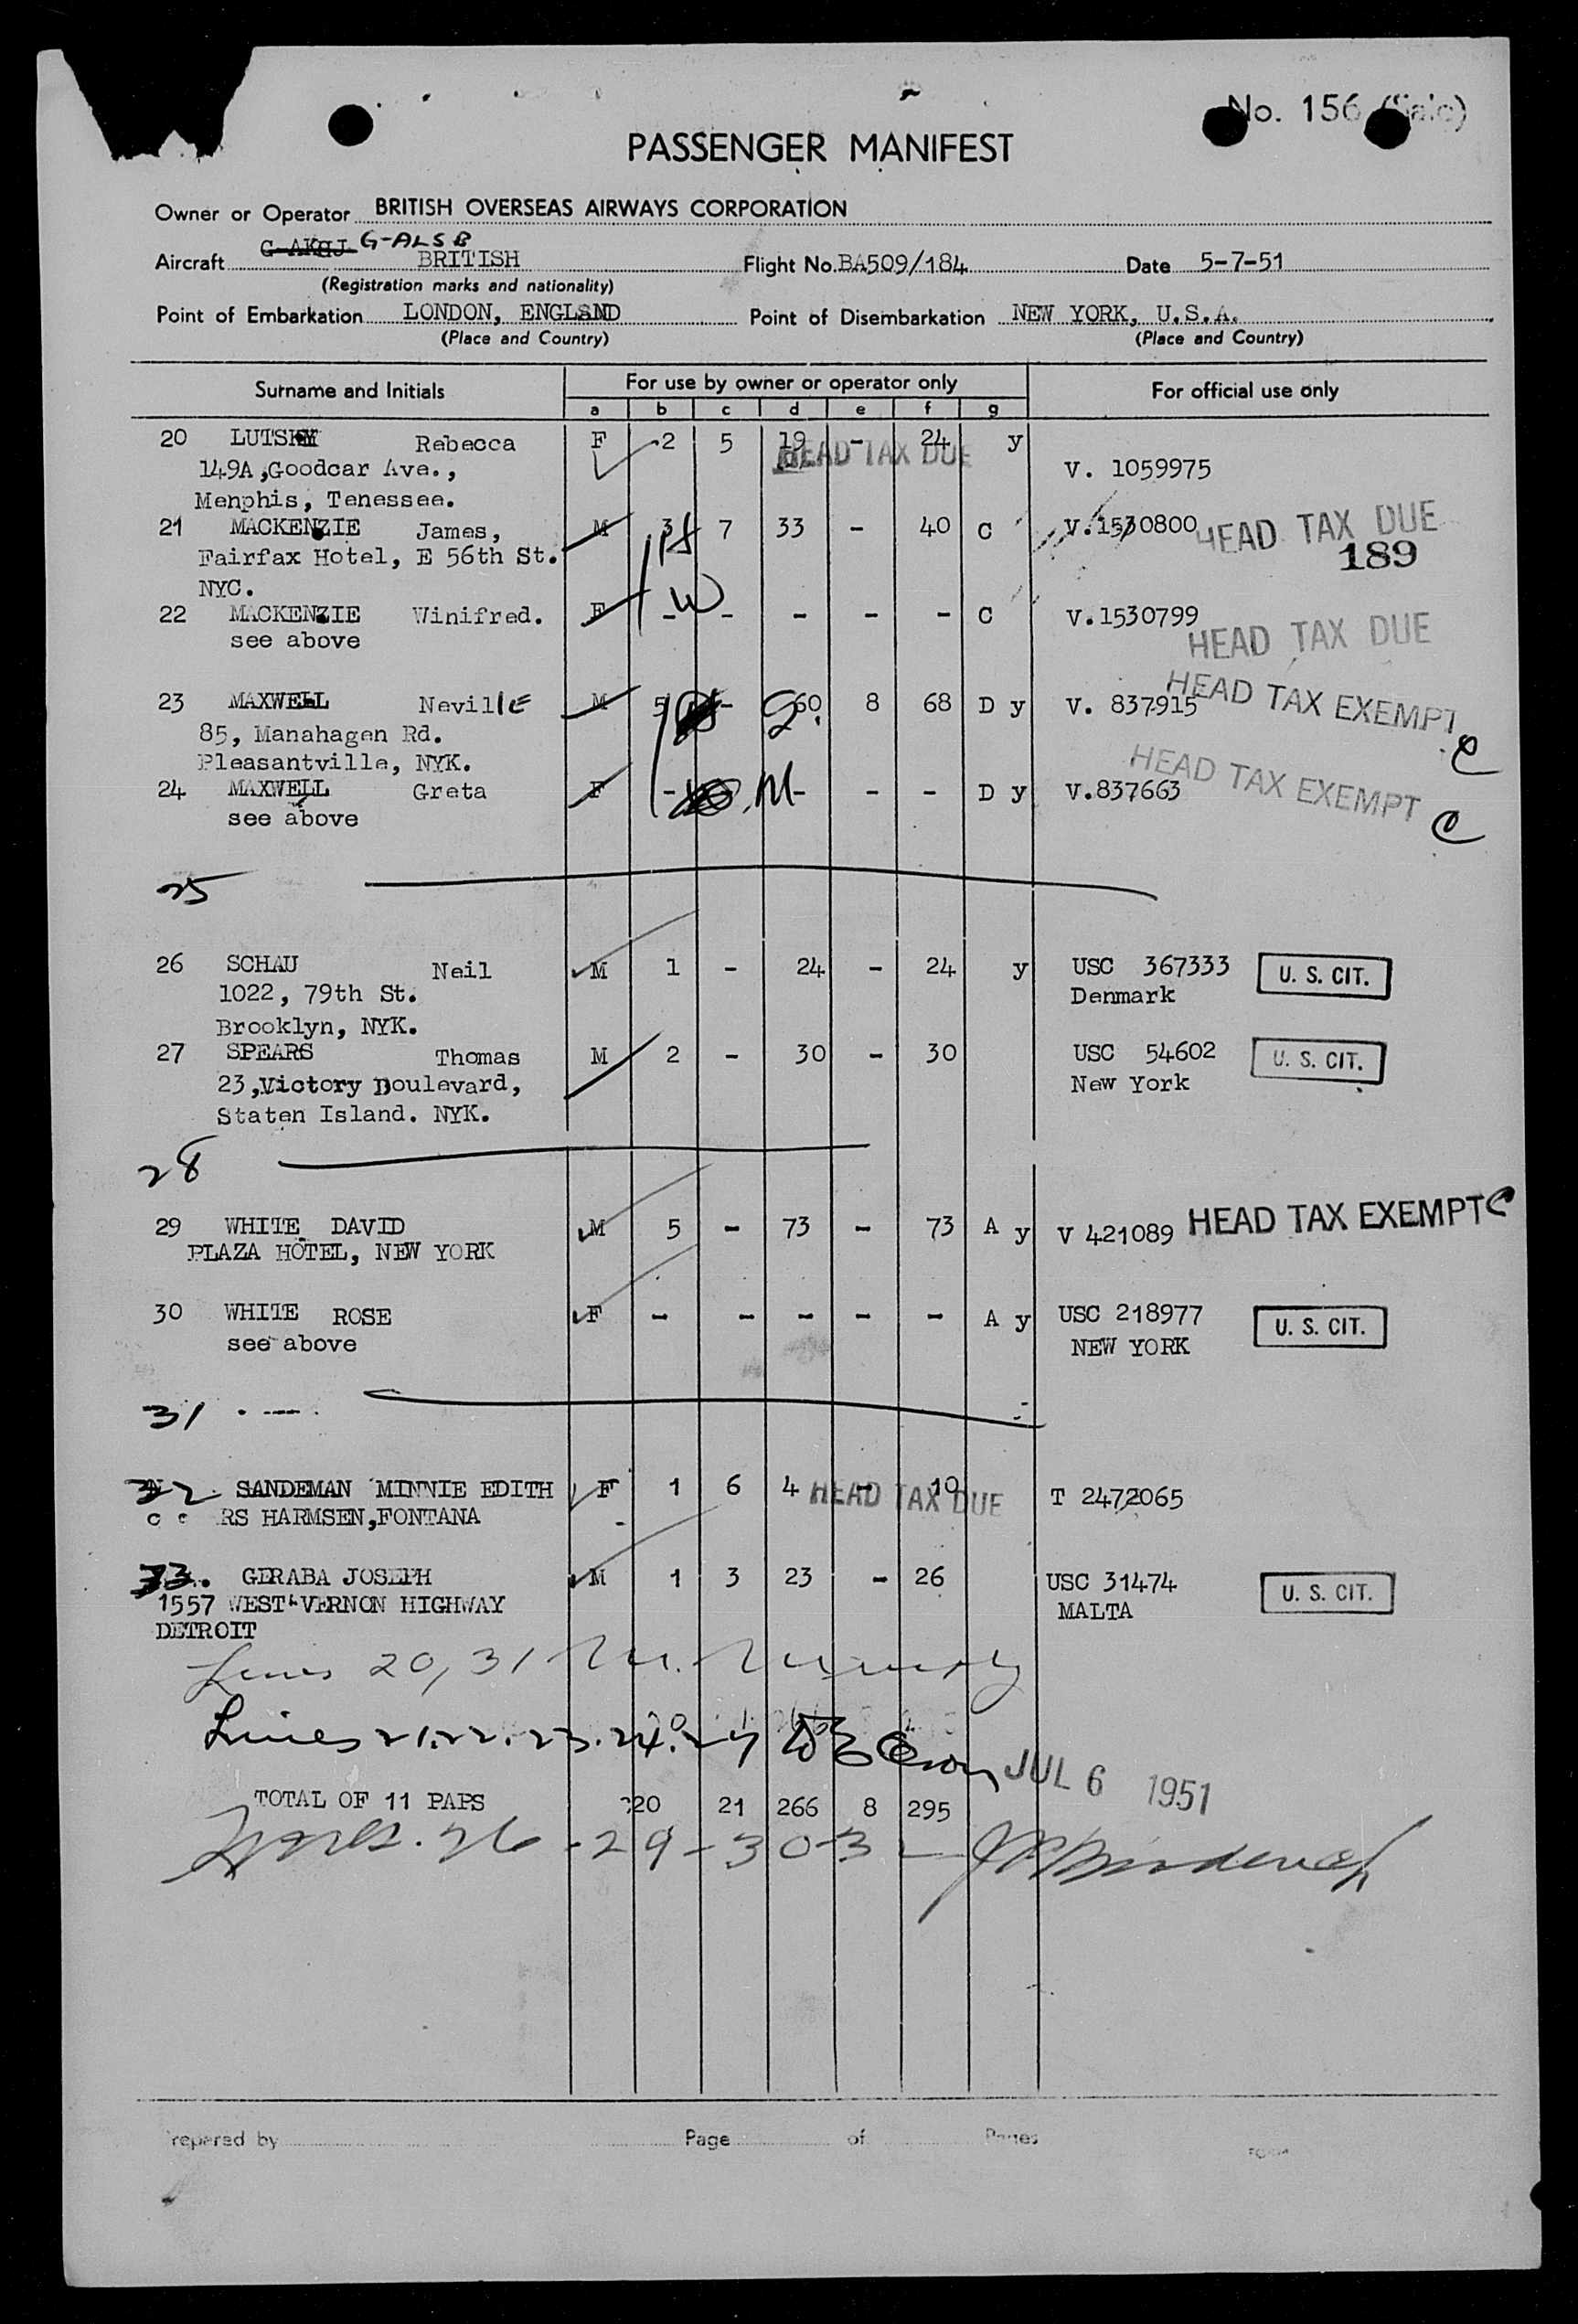 No. 156
PASSENGER MANIFEST
Owner or Operator BRITISH OVERSEAS AIRWAYS CORPORATION
G-AKGJ G-ALSB
Aircraft BRITISH Flight No. BA509/184 Date 5-7-51
(Registration marks and nationality)
Point of Embarkation LONDON, ENGLAND Point of Disembarkation NEW YORK, U.S.A.
(Place and Country) (Place and Country)
Surname and Initials For use by owner or operator only For official use only
a b c d e f g
20 LUTSKY Rebecca F 2 5 19 - 24 y
HEAD TAX DUE
149A,Goodcar Ave., V. 1059975
Menphis, Tenessee.
21 MACKENZIE James, M 3 7 33 - 40 C V.1530800 HEAD TAX DUE
189
Fairfax Hotel, E 56th St.
NYC.
22 MACKENZIE Winifred. F W - - - - - C V.1530799
see above HEAD TAX DUE
23 MAXWELL Neville M 5 - 60 8 68 D y V. 837915 HEAD TAX EXEMPT C
85, Manahagen Rd.
Pleasantville, NYK.
24 MAXWELL Greta F - M - - - D y V.837663 HEAD TAX EXEMPT C
see above
25
26 SCHAU Neil M 1 - 24 - 24 y USC 367333 U. S. CIT.
1022, 79th St. Denmark
Brooklyn, NYK.
27 SPEARS Thomas M 2 - 30 - 30 USC 54602 U. S. CIT.
23,Victory Doulevard, New York
Staten Island. NYK.
28
29 WHITE DAVID M 5 - 73 - 73 A y V 421089 HEAD TAX EXEMPT C
PLAZA HOTEL, NEW YORK
30 WHITE ROSE F - - - - - A y USC 218977 U. S. CIT.
see above NEW YORK
31
32 SANDEMAN MINNIE EDITH F 1 6 4 - 10 T 2472065
HEAD TAX DUE
RS HARMSEN,FONTANA
33. GERABA JOSEPH M 1 3 23 - 26 USC 31474 U. S. CIT.
1557 WEST VERNON HIGHWAY MALTA
DETROIT
Lines 20, 31
Lines 21.22.23.24.27
JUL 6 1951
TOTAL OF 11 PAPS 20 21 266 8 295
Lines. 26 - 29 - 30 - 3
Prepared by Page of Pages